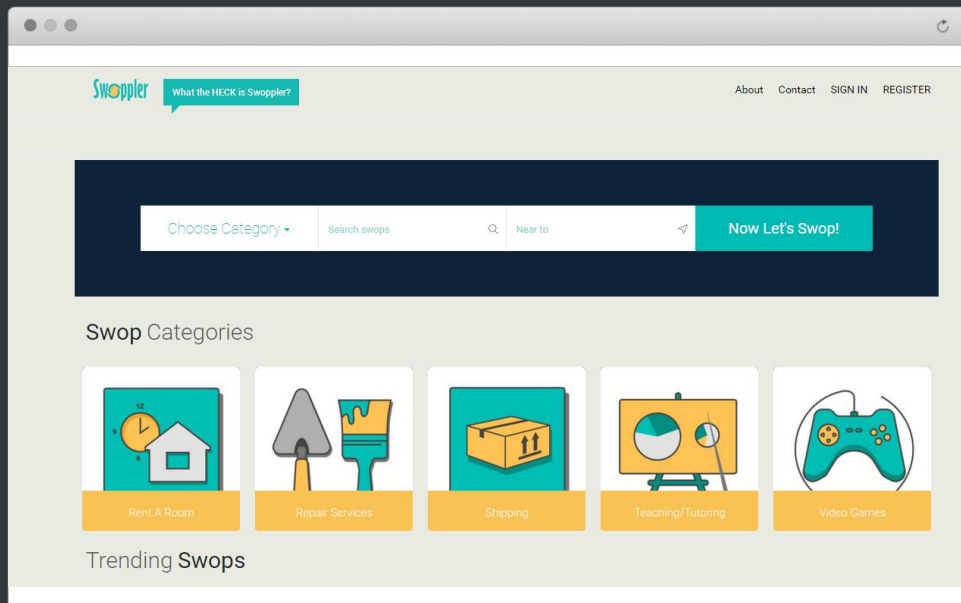 Swoppler
What the HECK is Swoppler?
About Contact SIGN IN REGISTER
Choose Category
Search swops
Near to
Now Let's Swop!
Swop Categories
12
9
6
Rent A Room
Repair Services
Shipping
Teaching/Tutoring
Video Games
Trending Swops